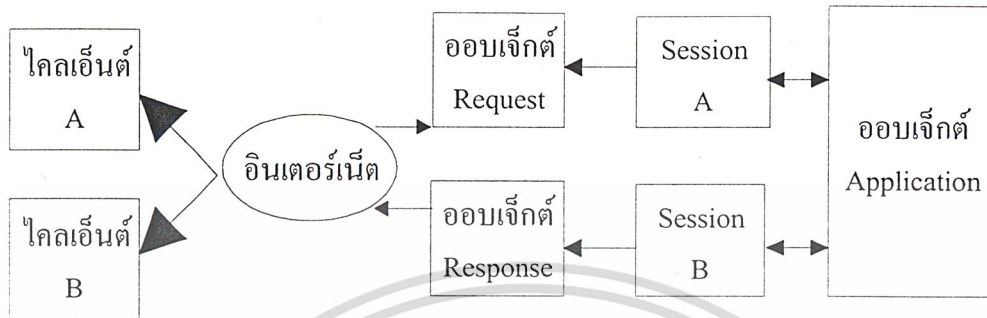 ไคลเอ็นต์
A
ไคลเอ็นต์
B
อินเตอร์เน็ต
ออบเจ็กต์
Request
ออบเจ็กต์
Response
Session
A
Session
B
ออบเจ็กต์
Application